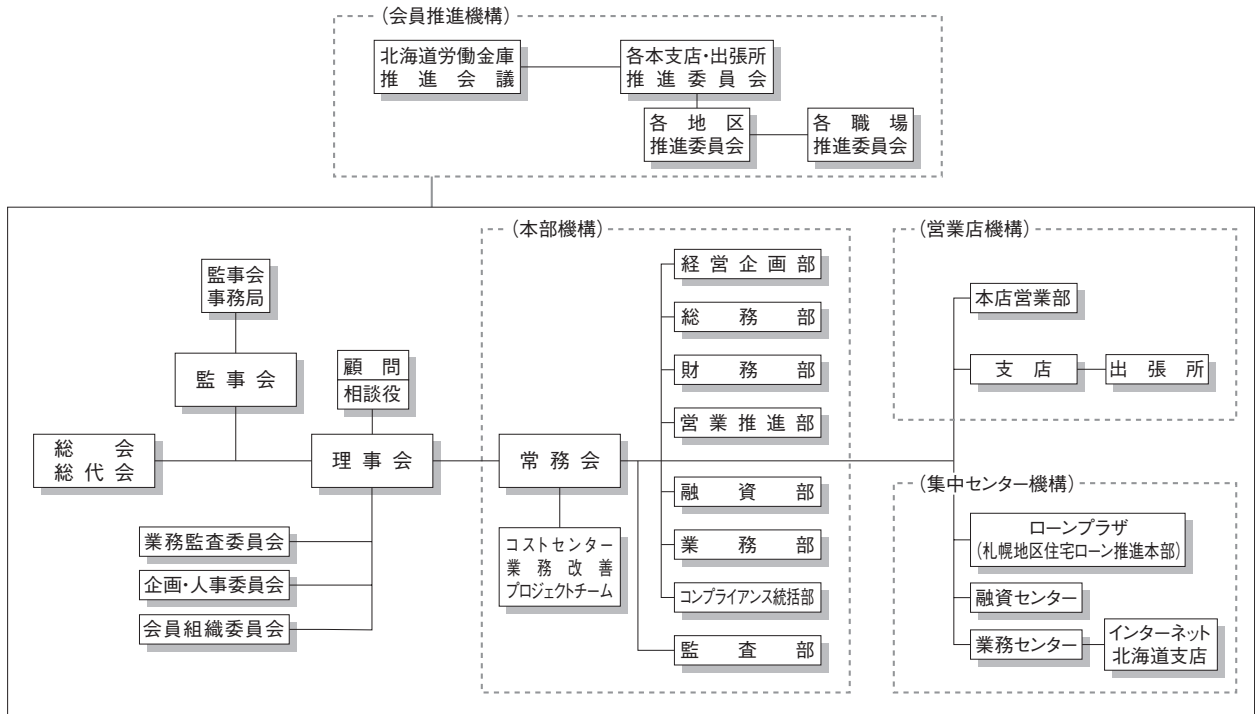 (会員推進機構)
北海道労働金庫
推進会議
各本支店・出張所
推進委員会
各地区
推進委員会
各職場
推進委員会
(本部機構)
(営業店機構)
監事会
事務局
監事会
顧問
相談役
総会
総代会
理事会
常務会
業務監査委員会
企画・人事委員会
会員組織委員会
コストセンター
業務改善
プロジェクトチーム
経営企画部
総務部
財務部
営業推進部
融資部
業務部
コンプライアンス統括部
監査部
本店営業部
支店
出張所
(集中センター機構)
ローンプラザ
(札幌地区住宅ローン推進本部)
融資センター
業務センター
インターネット
北海道支店